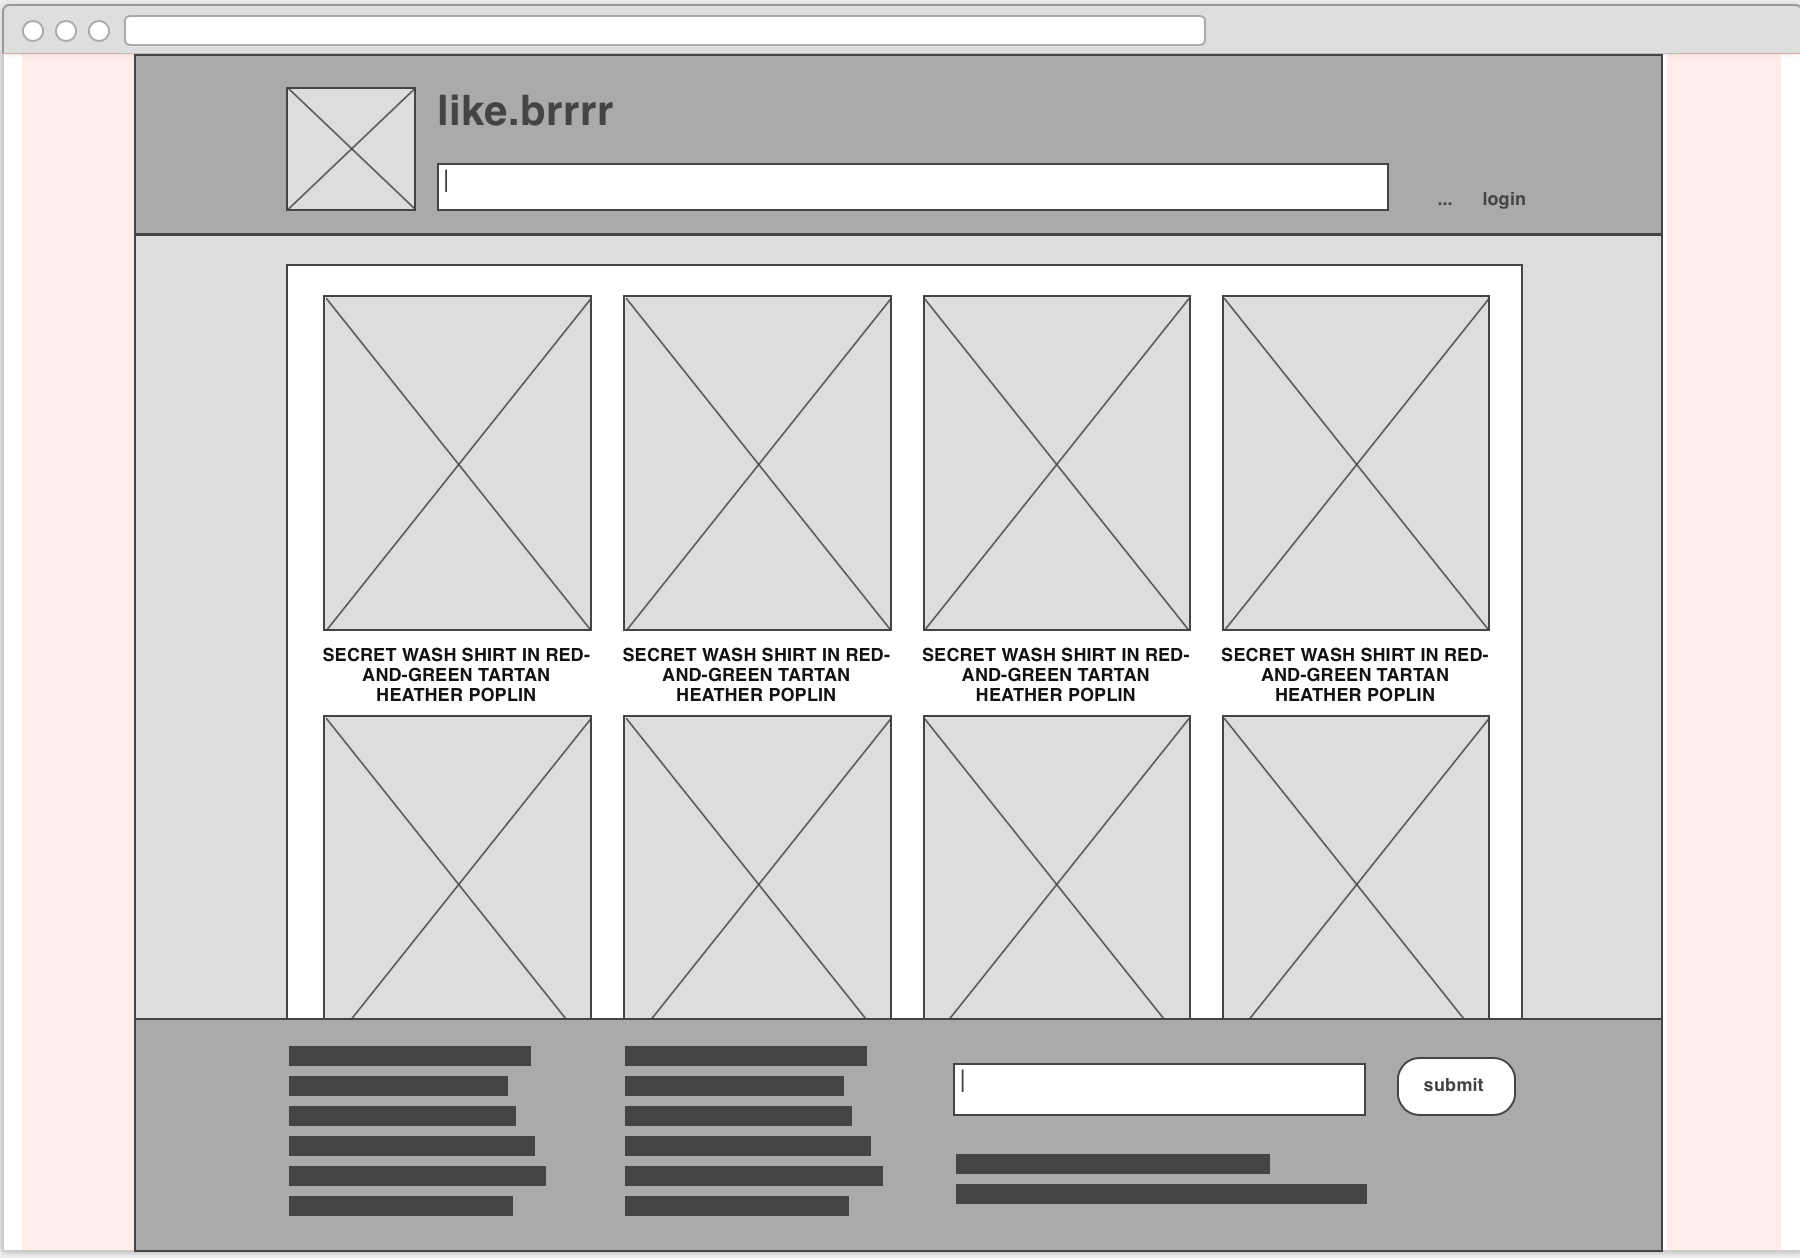 like.brrrr
... login
SECRET WASH SHIRT IN RED-
AND-GREEN TARTAN
HEATHER POPLIN
SECRET WASH SHIRT IN RED-
AND-GREEN TARTAN
HEATHER POPLIN
SECRET WASH SHIRT IN RED-
AND-GREEN TARTAN
HEATHER POPLIN
SECRET WASH SHIRT IN RED-
AND-GREEN TARTAN
HEATHER POPLIN
submit